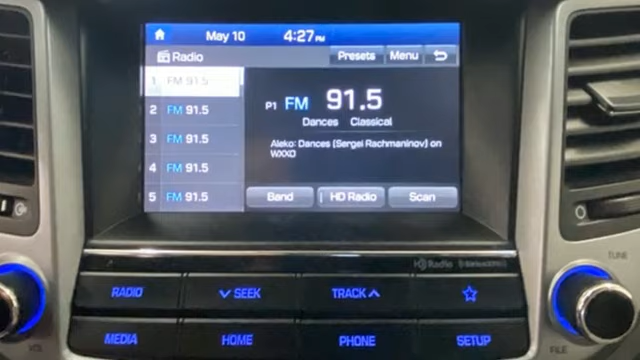 May 10 4:27 PM
Radio Presets Menu
1 FM 91.5
2 FM 91.5
3 FM 91.5
4 FM 91.5
5 FM 91.5
P1 FM 91.5
Dances Classical
Aleko: Dances (Sergei Rachmaninov) on
WXXO
Band HD Radio Scan
HD Radio SiriusXM
RADIO SEEK TRACK
MEDIA HOME PHONE SETUP
VOL
TUNE
FILE